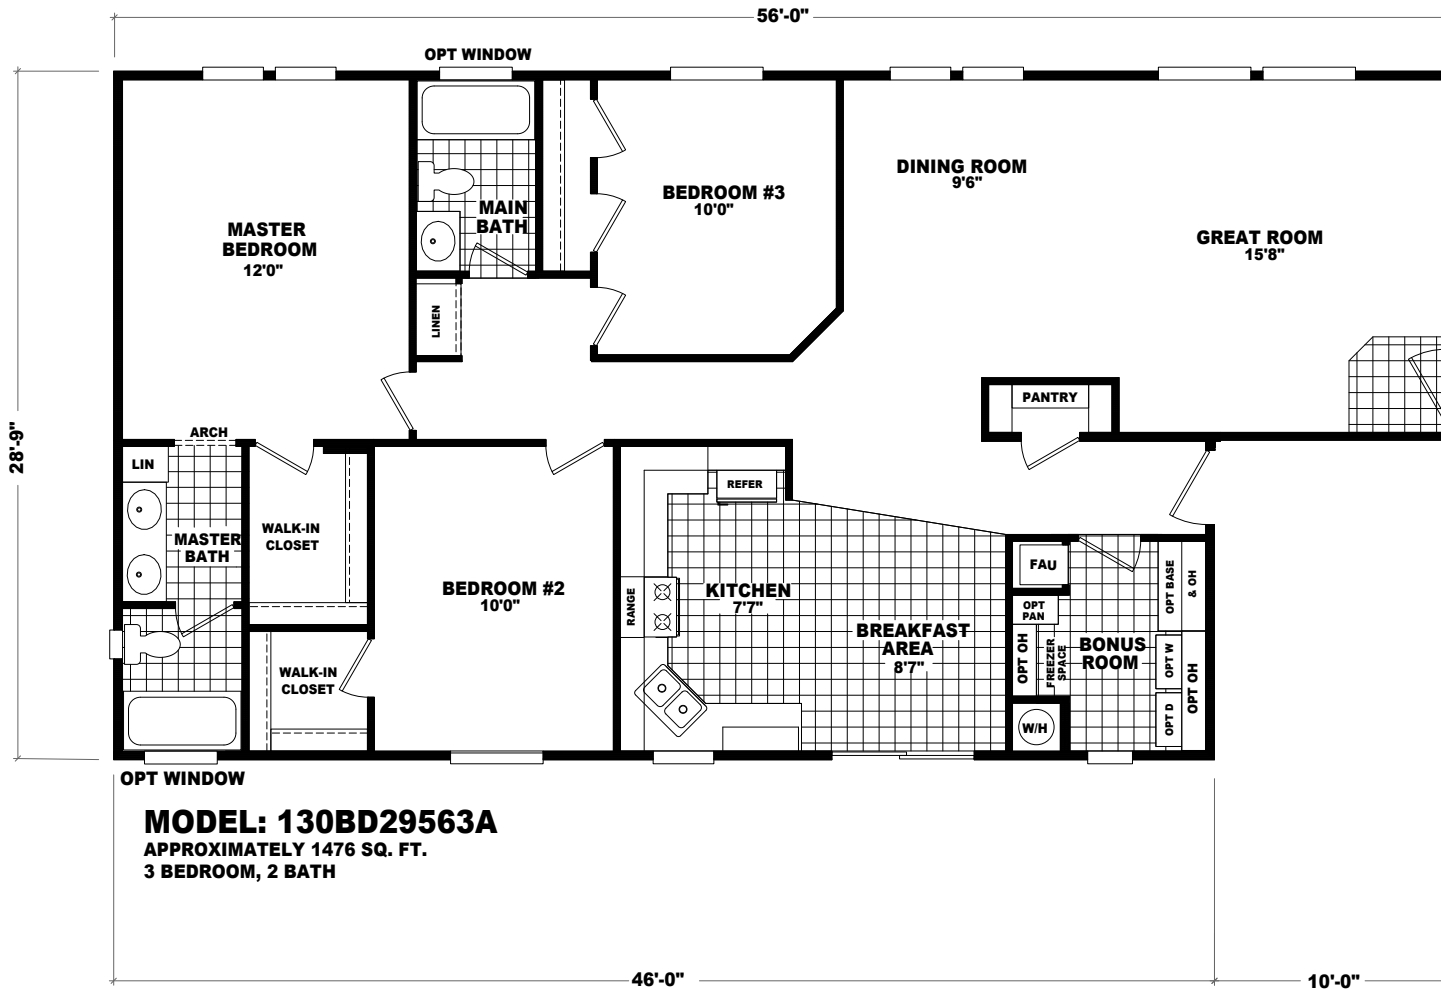 56'-0"
OPT WINDOW
MASTER
BEDROOM
12'0"
MAIN
BATH
BEDROOM #3
10'0"
DINING ROOM
9'6"
GREAT ROOM
15'8"
LINEN
PANTRY
28'-9"
ARCH
LIN
MASTER
BATH
WALK-IN
CLOSET
WALK-IN
CLOSET
BEDROOM #2
10'0"
REFER
RANGE
KITCHEN
7'7"
BREAKFAST
AREA
8'7"
FAU
OPT
PAN
OPT OH
FREEZER
SPACE
W/H
BONUS
ROOM
OPT BASE
& OH
OPT W
OPT D
OPT OH
OPT WINDOW
MODEL: 130BD29563A
APPROXIMATELY 1476 SQ. FT.
3 BEDROOM, 2 BATH
46'-0"
10'-0"